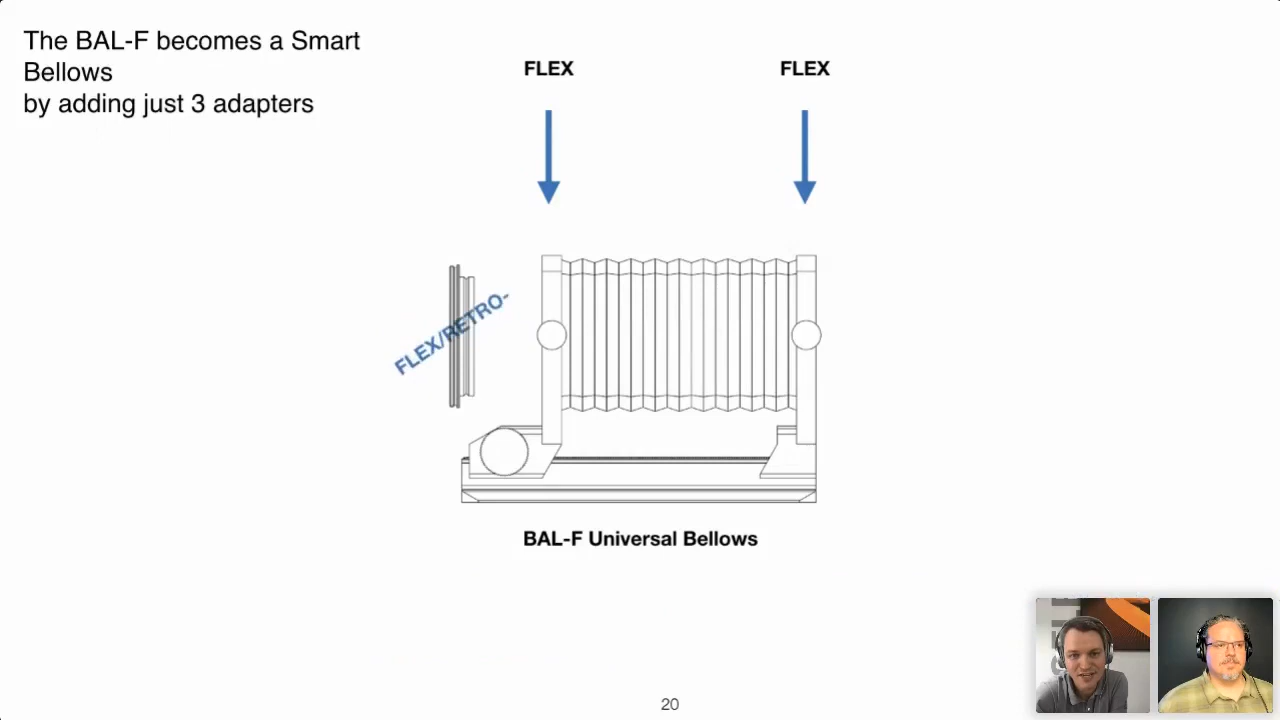 The BAL-F becomes a Smart
Bellows
by adding just 3 adapters
FLEX
FLEX
FLEX/RETRO-
BAL-F Universal Bellows
20